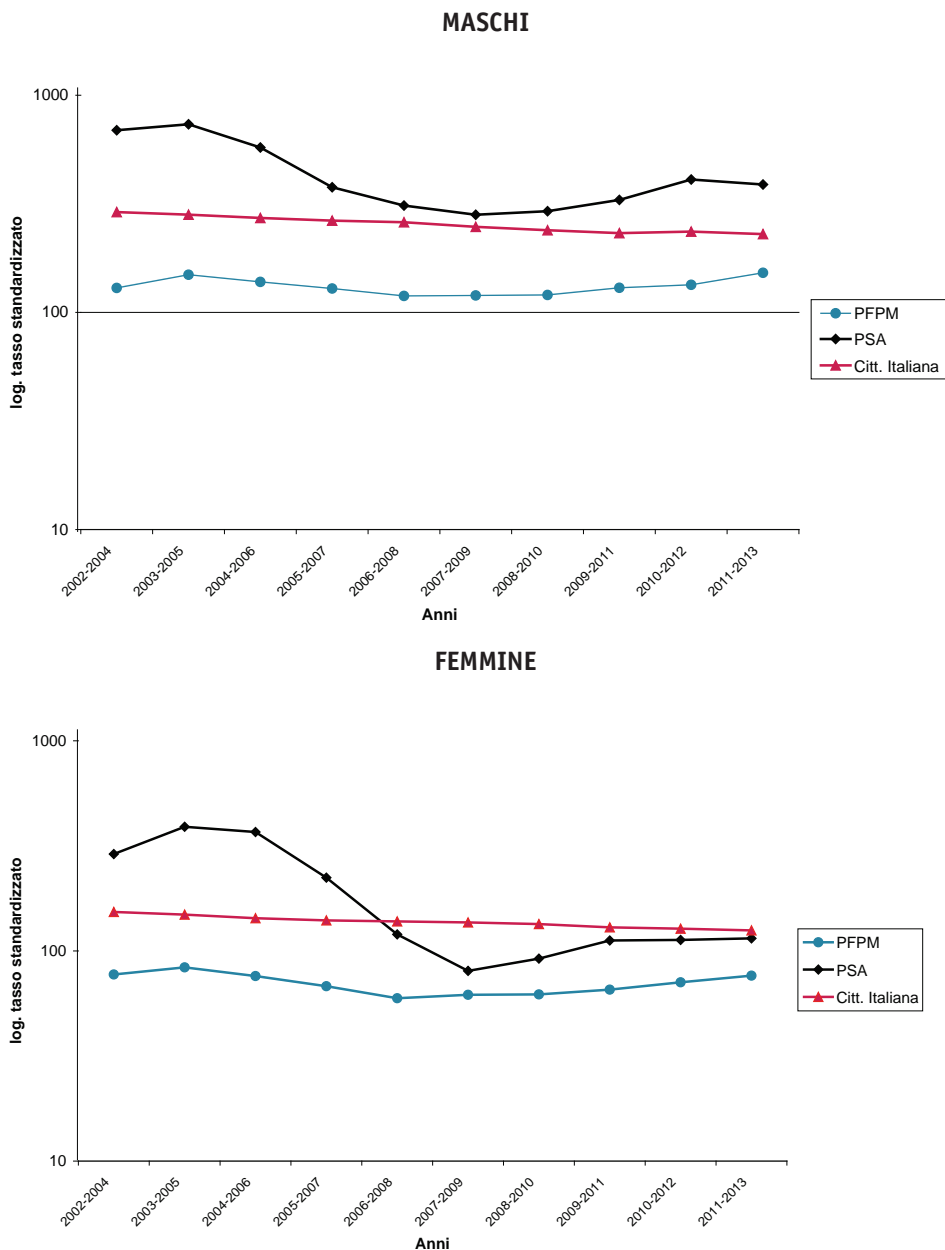 MASCHI
log. tasso standardizzato
1000
100
10
2002-2004
2003-2005
2004-2006
2005-2007
2006-2008
2007-2009
2008-2010
2009-2011
2010-2012
2011-2013
Anni
PFPM
PSA
Citt. Italiana
FEMMINE
log. tasso standardizzato
1000
100
10
2002-2004
2003-2005
2004-2006
2005-2007
2006-2008
2007-2009
2008-2010
2009-2011
2010-2012
2011-2013
Anni
PFPM
PSA
Citt. Italiana